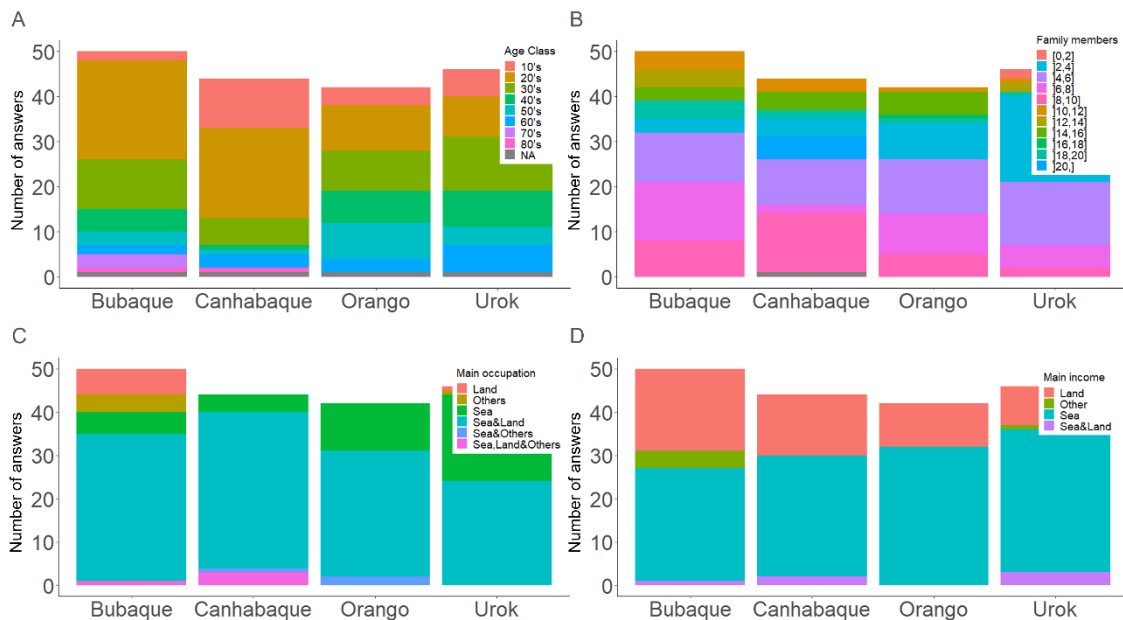 A
Number of answers
50
40
30
20
10
0
Bubaque Canhabaque Orango Urok
Age Class
10's
20's
30's
40's
50's
60's
70's
80's
NA
B
Number of answers
50
40
30
20
10
0
Bubaque Canhabaque Orango Urok
Family members
[0,2]
]2,4]
]4,6]
]6,8]
]8,10]
]10,12]
]12,14]
]14,16]
]16,18]
]18,20]
]20,]
C
Number of answers
50
40
30
20
10
0
Bubaque Canhabaque Orango Urok
Main occupation
Land
Others
Sea
Sea&Land
Sea&Others
Sea,Land&Others
D
Number of answers
50
40
30
20
10
0
Bubaque Canhabaque Orango Urok
Main income
Land
Other
Sea
Sea&Land